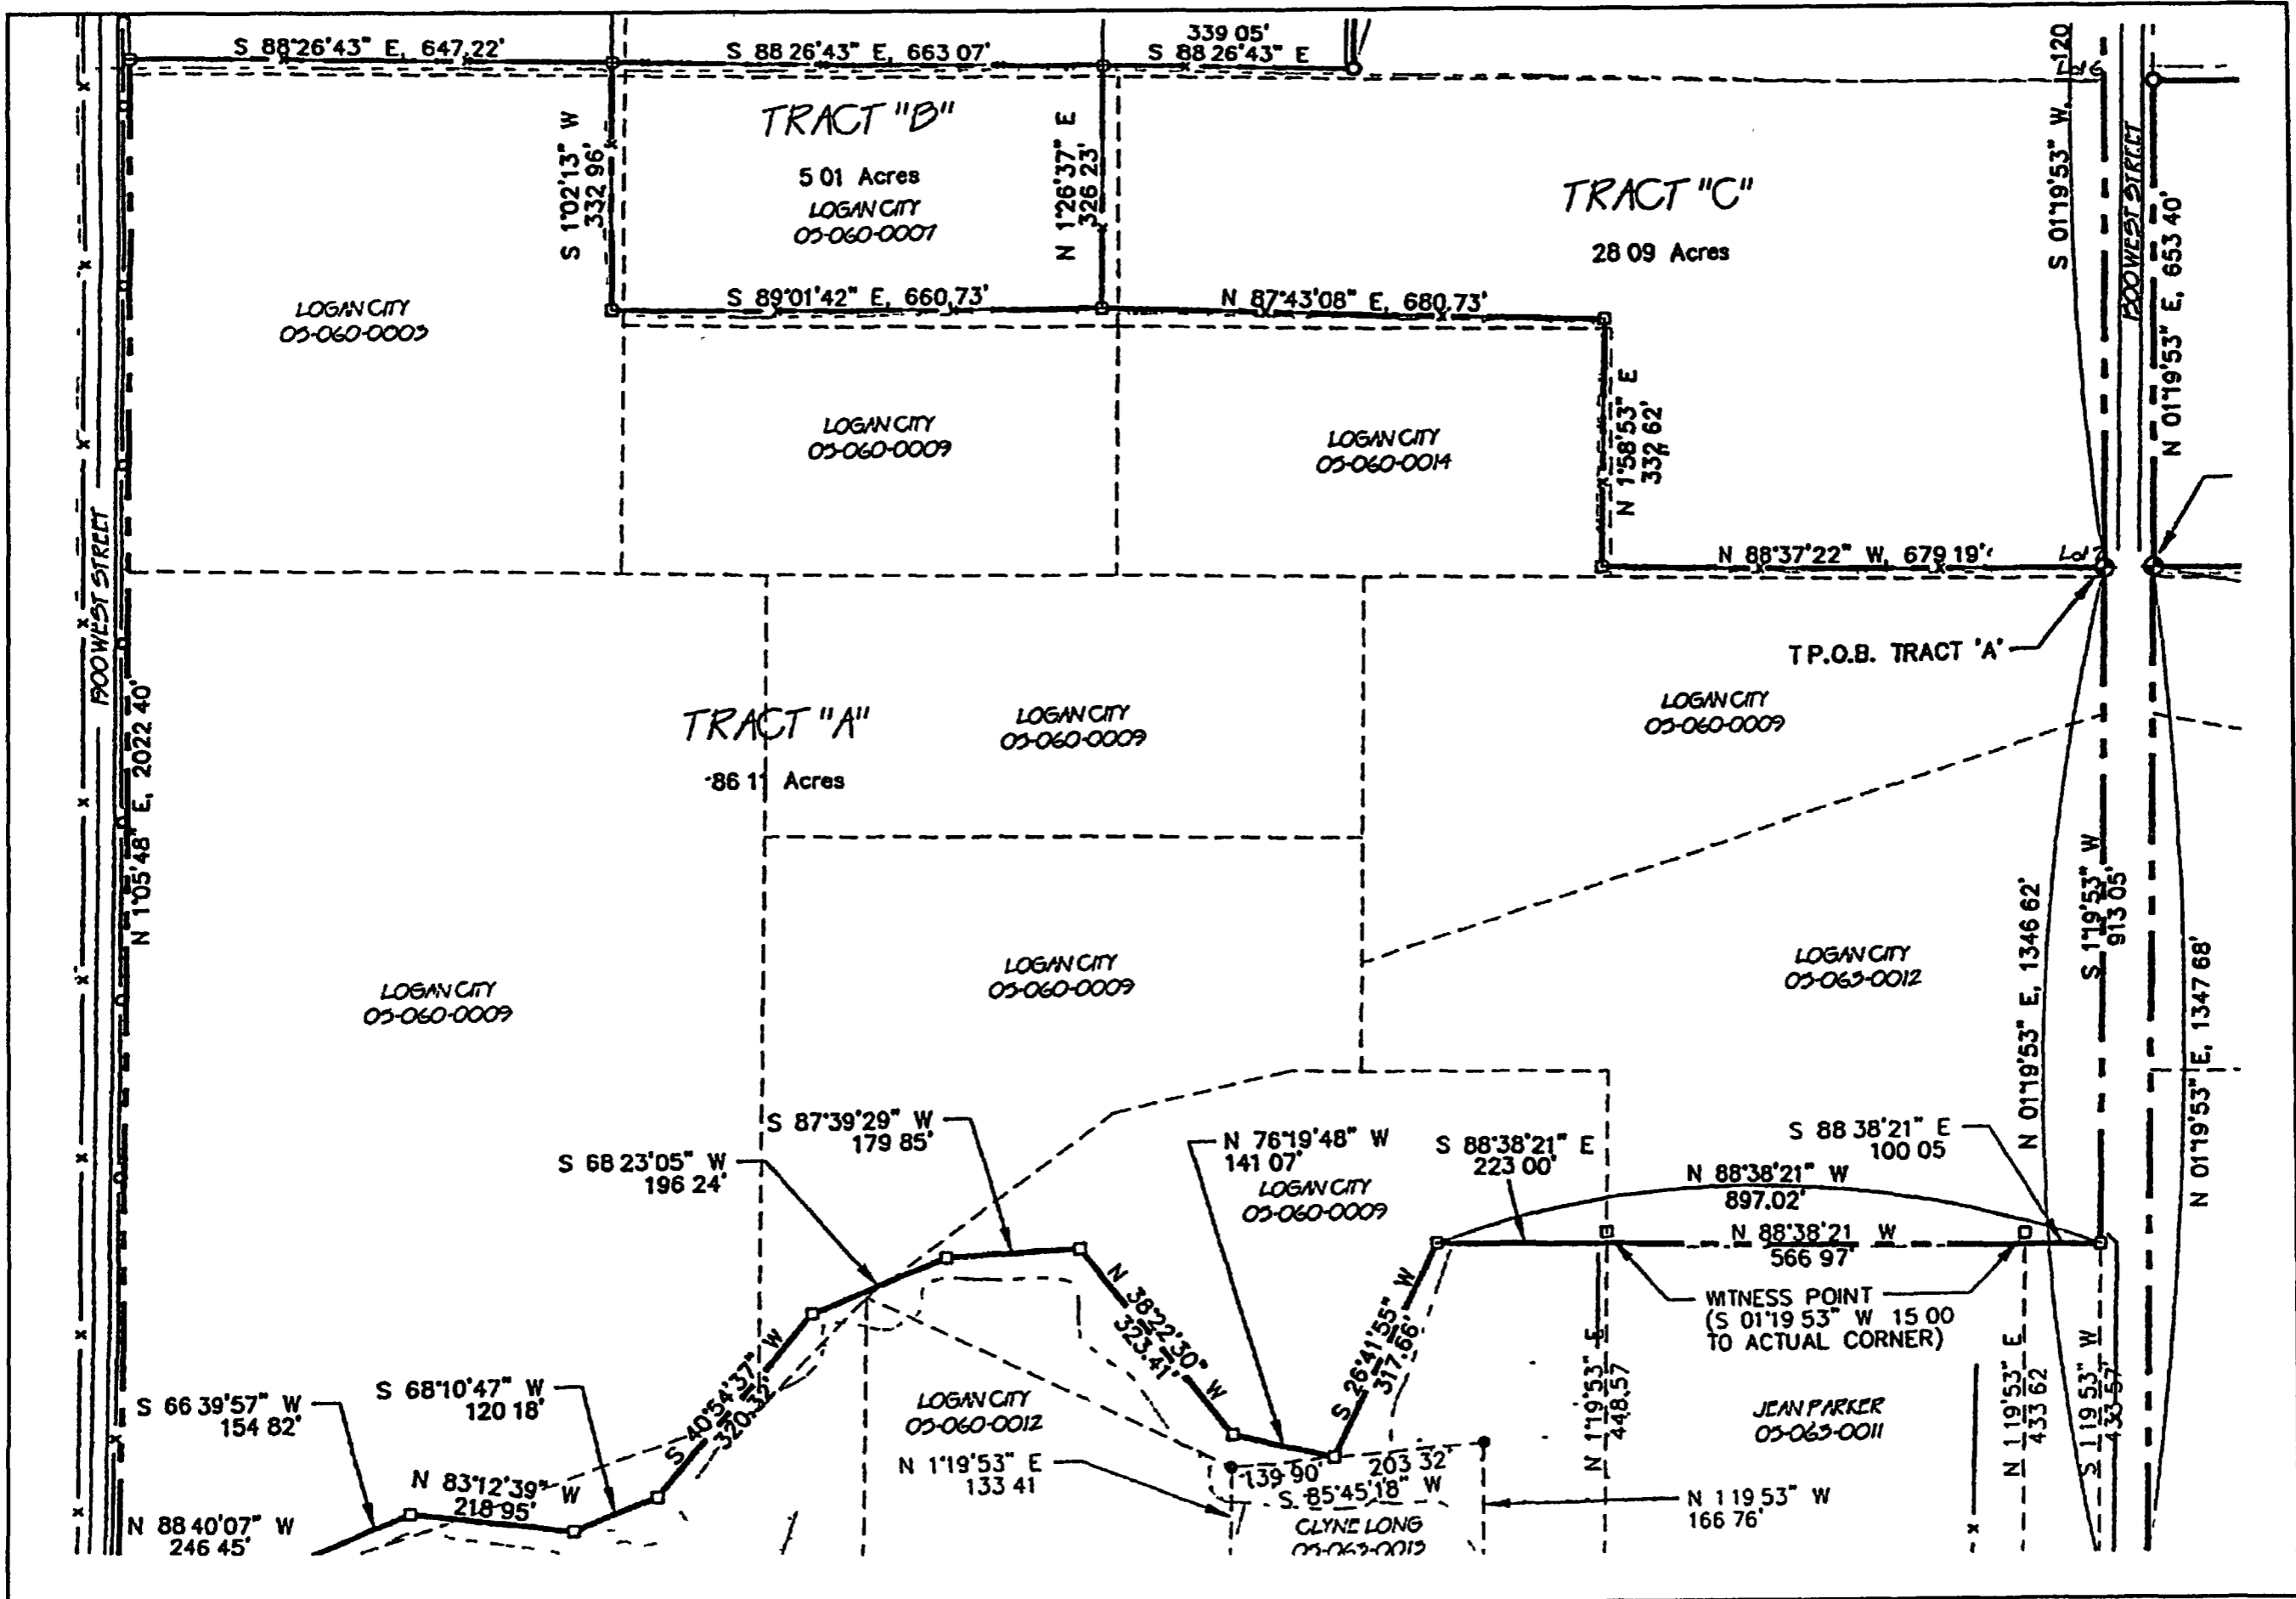 S 88°26'43" E, 647.22'
S 88 26'43" E, 663 07'
339 05'
S 88 26'43" E
S 01°19'53" W, 120
TRACT "B"
5 01 Acres
LOGAN CITY
05-060-0007
S 1°02'13" W
332 96'
N 1°26'37" E
326 23'
TRACT "C"
28 09 Acres
N 01°19'53" E, 653 40'
LOGAN CITY
05-060-0003
S 89°01'42" E, 660.73'
N 87°43'08" E, 680.73'
LOGAN CITY
05-060-0009
LOGAN CITY
05-060-0014
N 1°58'53" E
332 62'
N 88°37'22" W, 679 19'
T P.O.B. TRACT 'A'
N 1°05'48" E, 2022 40'
TRACT "A"
86 11 Acres
LOGAN CITY
05-060-0009
LOGAN CITY
05-060-0009
LOGAN CITY
05-060-0009
LOGAN CITY
05-060-0009
LOGAN CITY
05-063-0012
S 1°19'53" W
913 05'
N 01°19'53" E, 1346 62'
N 01°19'53" E, 1347 68'
S 87°39'29" W
179 85'
S 68 23'05" W
196 24'
N 76°19'48" W
141 07'
LOGAN CITY
05-060-0009
S 88°38'21" E
223 00'
S 88 38'21" E
100 05
N 88°38'21" W
897.02'
N 88°38'21 W
566 97'
WITNESS POINT
(S 01°19 53" W 15 00
TO ACTUAL CORNER)
S 66 39'57" W
154 82'
S 68°10'47" W
120 18'
S 40°54'37" W
320.32'
N 38°22'30" W
323.41'
S 26°41'55" W
317.66'
LOGAN CITY
05-060-0012
N 1°19'53" E
133 41
N 1°19'53" E
448.57
JEAN PARKER
05-063-0011
N 1 19'53" E
433 62
S 1 19'53" W
433 57'
N 83°12'39" W
218 95'
N 88 40'07" W
246 45'
139 90'
203 32'
S 85°45'18" W
CLYNE LONG
05-063-0013
N 1 19 53" W
166 76'